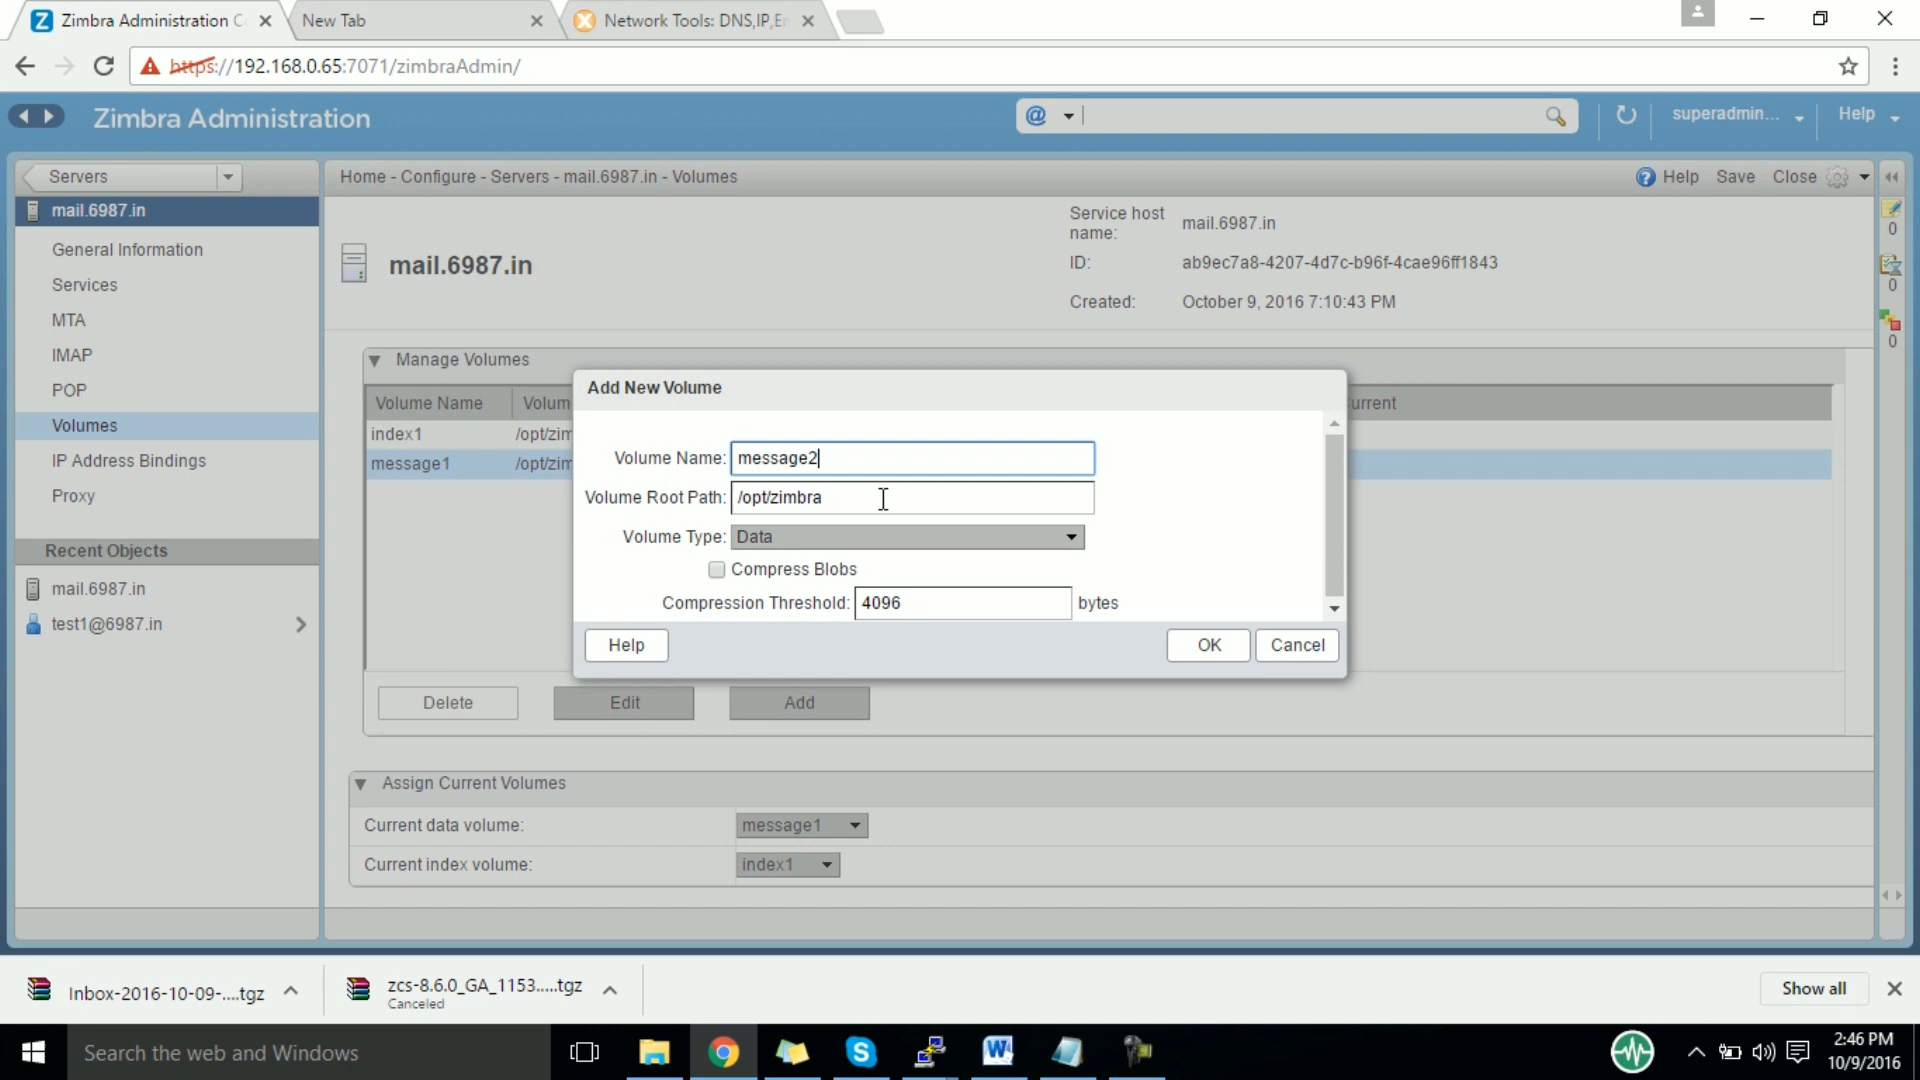 Zimbra Administration C
New Tab
Network Tools: DNS,IP,Em
https://192.168.0.65:7071/zimbraAdmin/
Zimbra Administration
@
superadmin...
Help
Servers
Home - Configure - Servers - mail.6987.in - Volumes
Help
Save
Close
mail.6987.in
General Information
Services
MTA
IMAP
POP
Volumes
IP Address Bindings
Proxy
Recent Objects
mail.6987.in
test1@6987.in
mail.6987.in
Service host
name:
mail.6987.in
ID:
ab9ec7a8-4207-4d7c-b96f-4cae96ff1843
Created:
October 9, 2016 7:10:43 PM
0
0
0
Manage Volumes
Volume Name
Volum
urrent
index1
/opt/zim
message1
/opt/zim
Add New Volume
Volume Name: message2
Volume Root Path: /opt/zimbra
Volume Type: Data
Compress Blobs
Compression Threshold: 4096 bytes
Help
OK
Cancel
Delete
Edit
Add
Assign Current Volumes
Current data volume: message1
Current index volume: index1
Inbox-2016-10-09-....tgz
zcs-8.6.0_GA_1153.....tgz
Canceled
Show all
Search the web and Windows
2:46 PM
10/9/2016